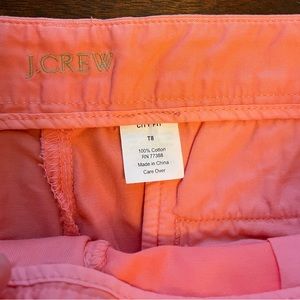 J.CREW
CITY FIT
T8
100% Cotton
RN 77388
Made in China
Care Over